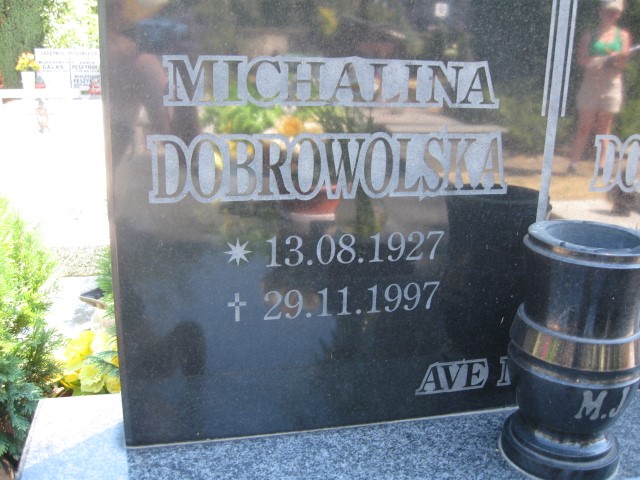 MICHALINA
DOBROWOLSKA
* 13.08.1927
† 29.11.1997
AVE
M.J